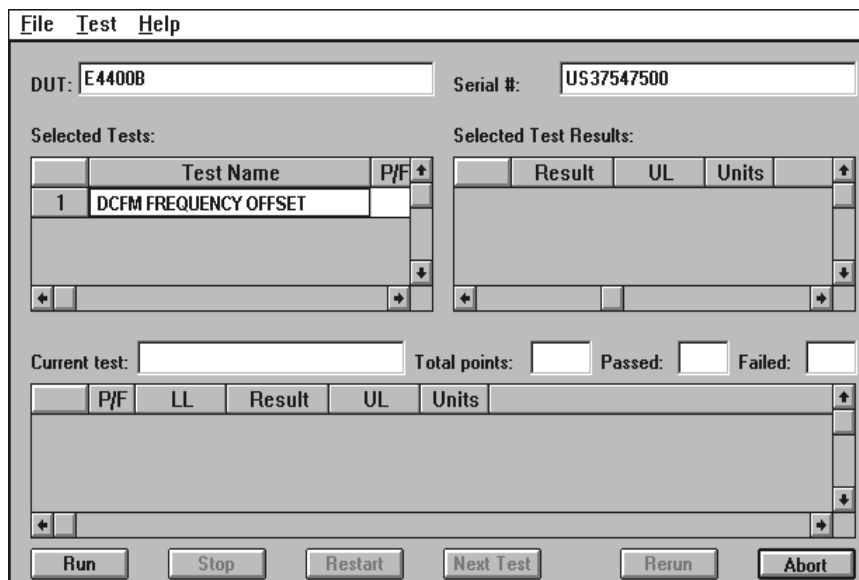 File Test Help
DUT: E4400B Serial #: US37547500
Selected Tests: Selected Test Results:
Test Name P/F Result UL Units
1 DCFM FREQUENCY OFFSET
Current test: Total points: Passed: Failed:
P/F LL Result UL Units
Run Stop Restart Next Test Rerun Abort